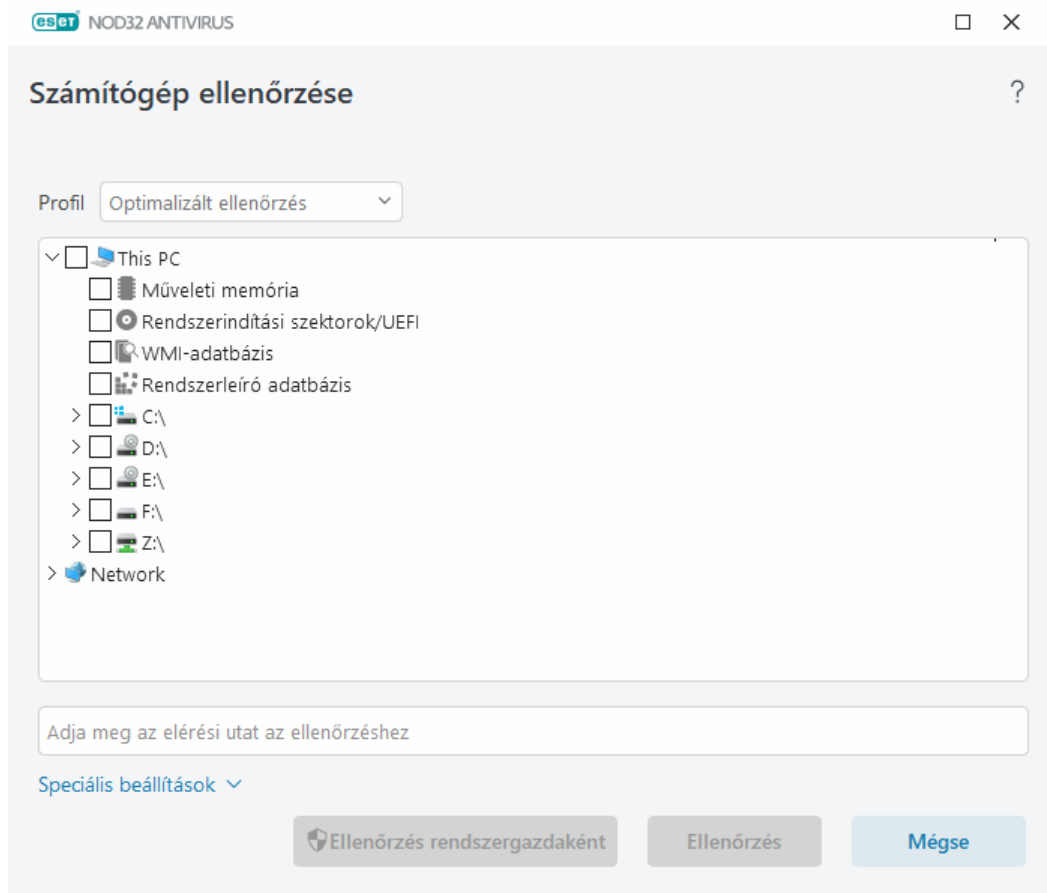 eset NOD32 ANTIVIRUS
Számítógép ellenőrzése
?
Profil Optimalizált ellenőrzés
This PC
Műveleti memória
Rendszerindítási szektorok/UEFI
WMI-adatbázis
Rendszerleíró adatbázis
C:\
D:\
E:\
F:\
Z:\
Network
Adja meg az elérési utat az ellenőrzéshez
Speciális beállítások
Ellenőrzés rendszergazdaként Ellenőrzés Mégse